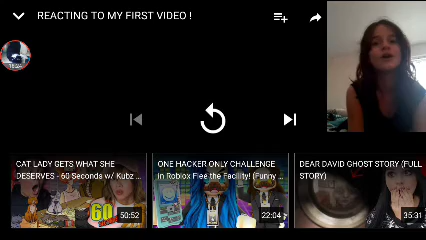 REACTING TO MY FIRST VIDEO !
CAT LADY GETS WHAT SHE
DESERVES - 60 Seconds w/ Kubz ...
60
50:52
ONE HACKER ONLY CHALLENGE
in Roblox Flee the Facility! (Funny ...
22:04
DEAR DAVID GHOST STORY (FULL
STORY)
35:31